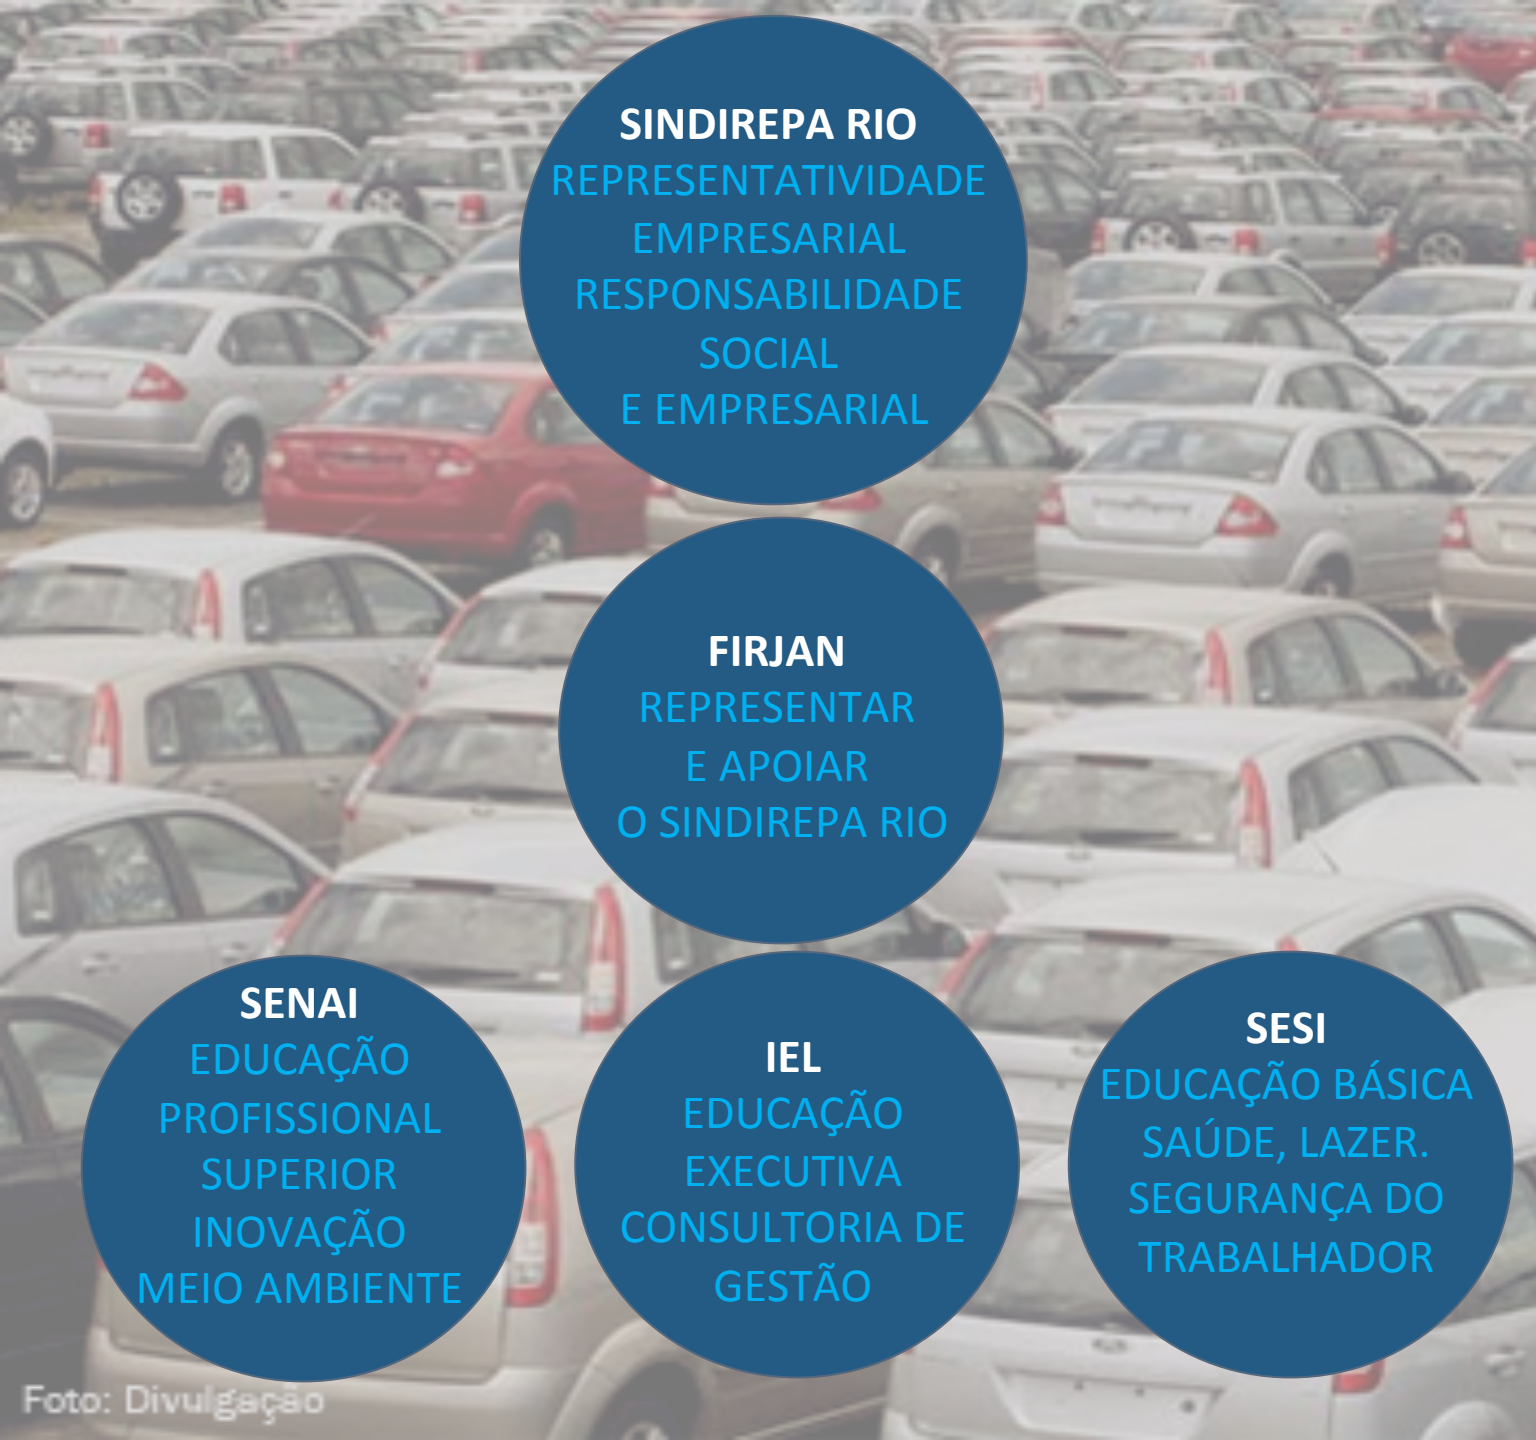 SINDIREPA RIO
REPRESENTATIVIDADE
EMPRESARIAL
RESPONSABILIDADE
SOCIAL
E EMPRESARIAL
FIRJAN
REPRESENTAR
E APOIAR
O SINDIREPA RIO
SENAI
EDUCAÇÃO
PROFISSIONAL
SUPERIOR
INOVAÇÃO
MEIO AMBIENTE
IEL
EDUCAÇÃO
EXECUTIVA
CONSULTORIA DE
GESTÃO
SESI
EDUCAÇÃO BÁSICA
SAÚDE, LAZER.
SEGURANÇA DO
TRABALHADOR
Foto: Divulgação